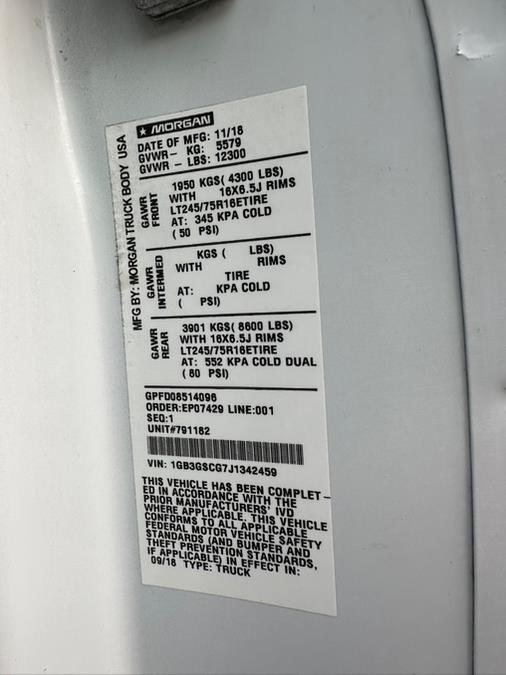 ★ MORGAN
MFG BY: MORGAN TRUCK BODY USA
DATE OF MFG: 11/18
GVWR- KG: 5579
GVWR - LBS: 12300
GAWR FRONT
1950 KGS( 4300 LBS)
WITH 16X6.5J RIMS
LT245/75R16ETIRE
AT: 345 KPA COLD
( 50 PSI)
GAWR INTERMED
KGS ( LBS)
WITH RIMS
TIRE
AT: KPA COLD
( PSI)
GAWR REAR
3901 KGS( 8600 LBS)
WITH 16X6.5J RIMS
LT245/75R16ETIRE
AT: 552 KPA COLD DUAL
( 80 PSI)
GPFD08514096
ORDER:EP07429 LINE:001
SEQ:1
UNIT#791182
VIN: 1GB3GSCG7J1342459
THIS VEHICLE HAS BEEN COMPLET -
ED IN ACCORDANCE WITH THE
PRIOR MANUFACTURERS' IVD
WHERE APPLICABLE. THIS VEHICLE
CONFORMS TO ALL APPLICABLE
FEDERAL MOTOR VEHICLE SAFETY
STANDARDS (AND BUMPER AND
THEFT PREVENTION STANDARDS,
IF APPLICABLE) IN EFFECT IN:
09/18 TYPE: TRUCK